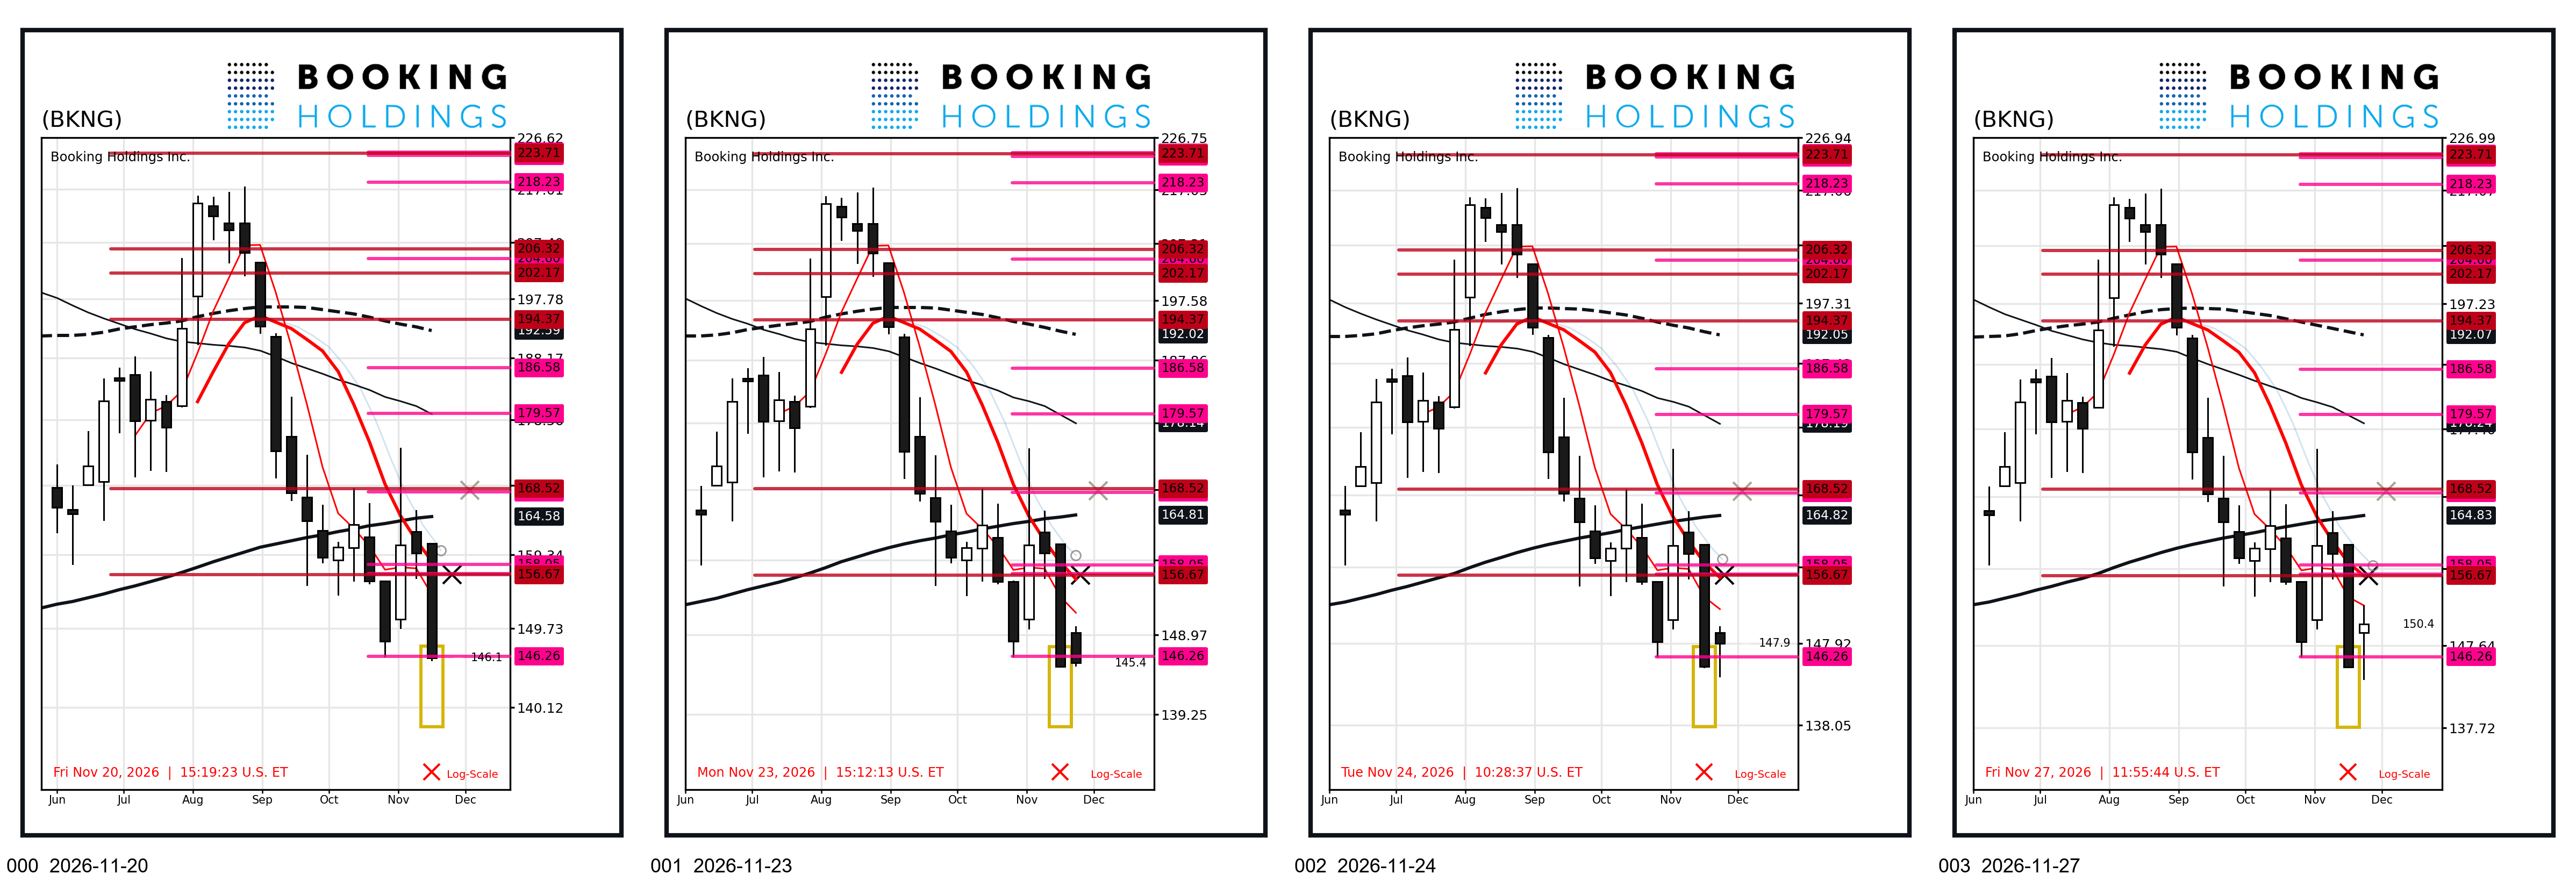 BOOKING
HOLDINGS
(BKNG)
Booking Holdings Inc.
226.62
223.71
218.23
206.32
202.17
197.78
194.37
188.17
186.58
179.57
168.52
164.58
159.34
156.67
149.73
146.26
146.1
140.12
Fri Nov 20, 2026 | 15:19:23 U.S. ET
Log-Scale
Jun Jul Aug Sep Oct Nov Dec
000 2026-11-20
BOOKING
HOLDINGS
(BKNG)
Booking Holdings Inc.
226.75
223.71
218.23
206.32
202.17
197.58
194.37
192.02
186.58
179.57
168.52
164.81
156.67
148.97
146.26
145.4
139.25
Mon Nov 23, 2026 | 15:12:13 U.S. ET
Log-Scale
Jun Jul Aug Sep Oct Nov Dec
001 2026-11-23
BOOKING
HOLDINGS
(BKNG)
Booking Holdings Inc.
226.94
223.71
218.23
206.32
202.17
197.31
194.37
192.05
186.58
179.57
168.52
164.82
156.67
147.92
147.9
146.26
138.05
Tue Nov 24, 2026 | 10:28:37 U.S. ET
Log-Scale
Jun Jul Aug Sep Oct Nov Dec
002 2026-11-24
BOOKING
HOLDINGS
(BKNG)
Booking Holdings Inc.
226.99
223.71
218.23
206.32
202.17
197.23
194.37
192.07
186.58
179.57
168.52
164.83
156.67
150.4
147.64
146.26
137.72
Fri Nov 27, 2026 | 11:55:44 U.S. ET
Log-Scale
Jun Jul Aug Sep Oct Nov Dec
003 2026-11-27